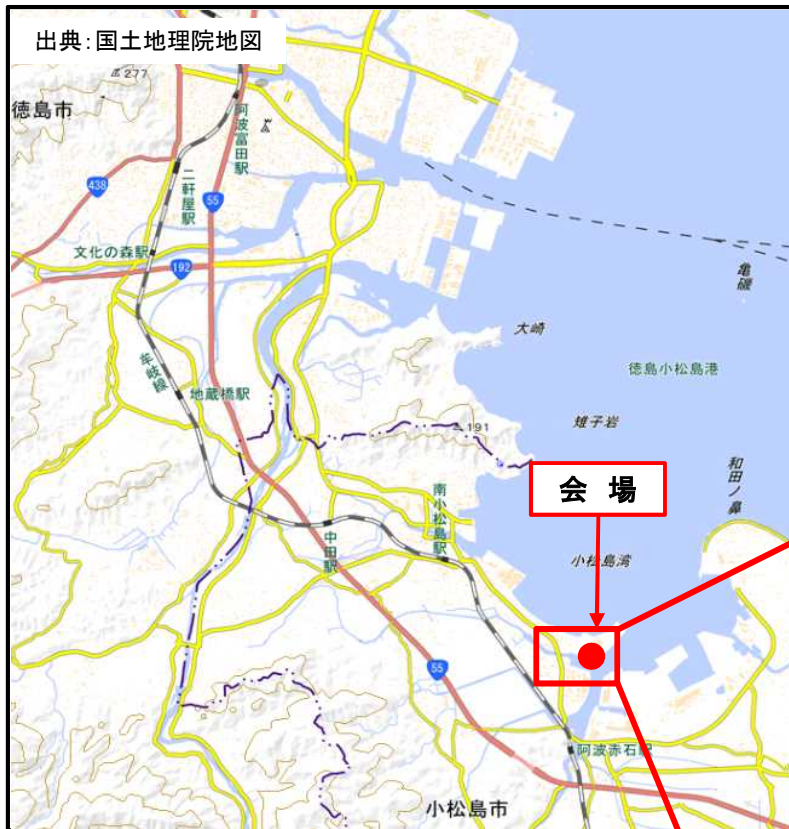 出典:国土地理院地図
277
徳島市
阿波富田駅
二軒屋駅
438
55
文化の森駅
192
亀磯
大崎
徳島小松島港
牟岐線
地蔵橋駅
雉子岩
191
和田ノ鼻
会 場
南小松島駅
中田駅
小松島湾
55
阿波赤石駅
小松島市